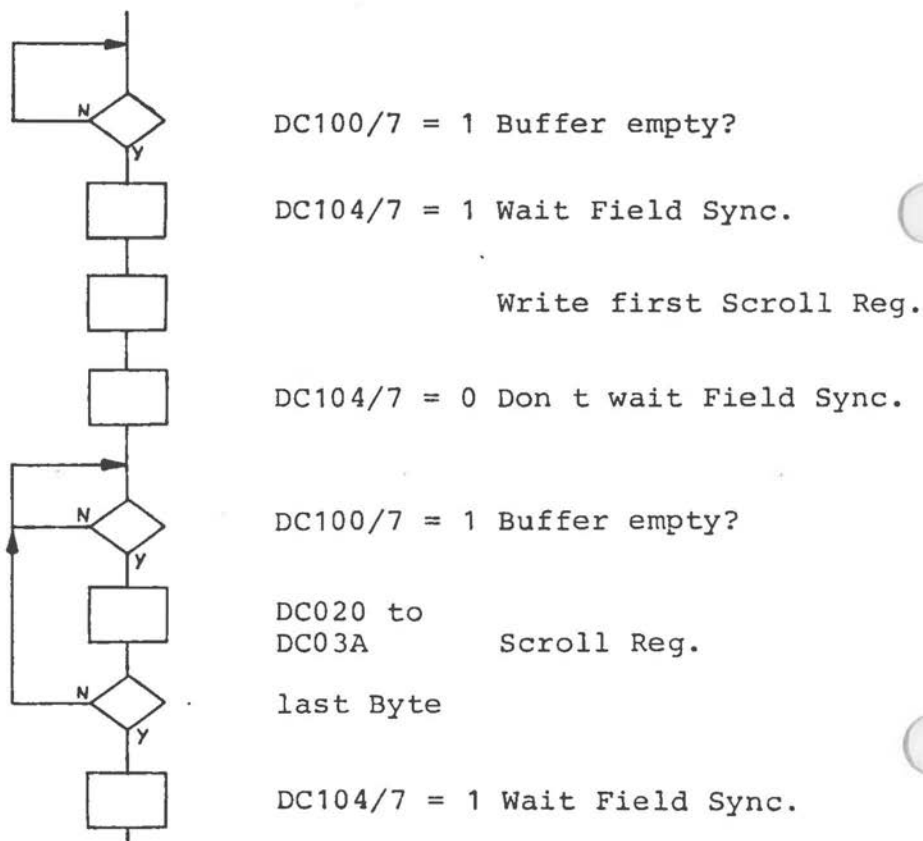 N
DC100/7 = 1 Buffer empty?
Y
DC104/7 = 1 Wait Field Sync.
Write first Scroll Reg.
DC104/7 = 0 Don t wait Field Sync.
N
DC100/7 = 1 Buffer empty?
Y
DC020 to
DC03A Scroll Reg.
N
last Byte
Y
DC104/7 = 1 Wait Field Sync.